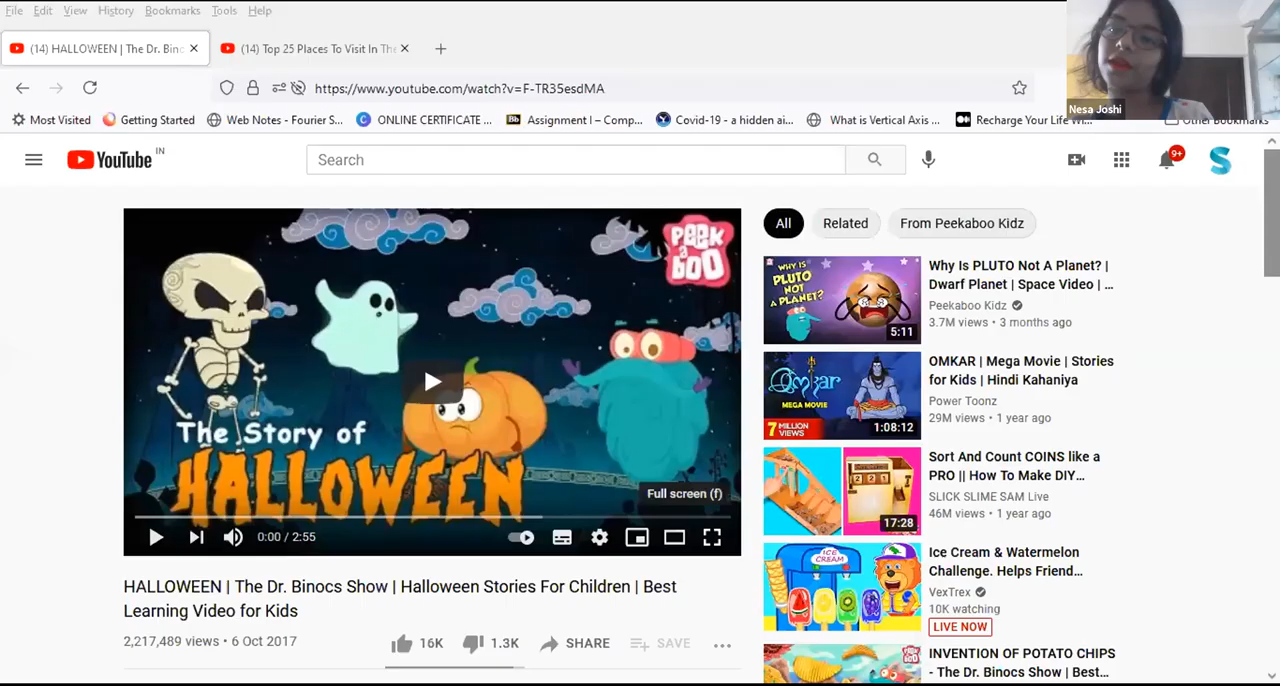 File Edit View History Bookmarks Tools Help
(14) HALLOWEEN | The Dr. Bino
(14) Top 25 Places To Visit In The
https://www.youtube.com/watch?v=F-TR35esdMA
Nesa Joshi
Most Visited
Getting Started
Web Notes - Fourier S...
ONLINE CERTIFICATE ...
Assignment I – Comp...
Covid-19 - a hidden ai...
What is Vertical Axis ...
Recharge Your Life
Other Bookmarks
YouTube IN
Search
9+
PEEK
a
BOO
The Story of
HALLOWEEN
Full screen (f)
0:00 / 2:55
HALLOWEEN | The Dr. Binocs Show | Halloween Stories For Children | Best
Learning Video for Kids
2,217,489 views • 6 Oct 2017
16K
1.3K
SHARE
SAVE
All
Related
From Peekaboo Kidz
WHY IS
PLUTO
NOT
A PLANET?
5:11
Why Is PLUTO Not A Planet? |
Dwarf Planet | Space Video | ...
Peekaboo Kidz
3.7M views • 3 months ago
MEGA MOVIE
7 MILLION
VIEWS
1:08:12
OMKAR | Mega Movie | Stories
for Kids | Hindi Kahaniya
Power Toonz
29M views • 1 year ago
221
17:28
Sort And Count COINS like a
PRO || How To Make DIY...
SLICK SLIME SAM Live
46M views • 1 year ago
ICE
CREAM
Ice Cream & Watermelon
Challenge. Helps Friend...
VexTrex
10K watching
LIVE NOW
INVENTION OF POTATO CHIPS
- The Dr. Binocs Show | Best...